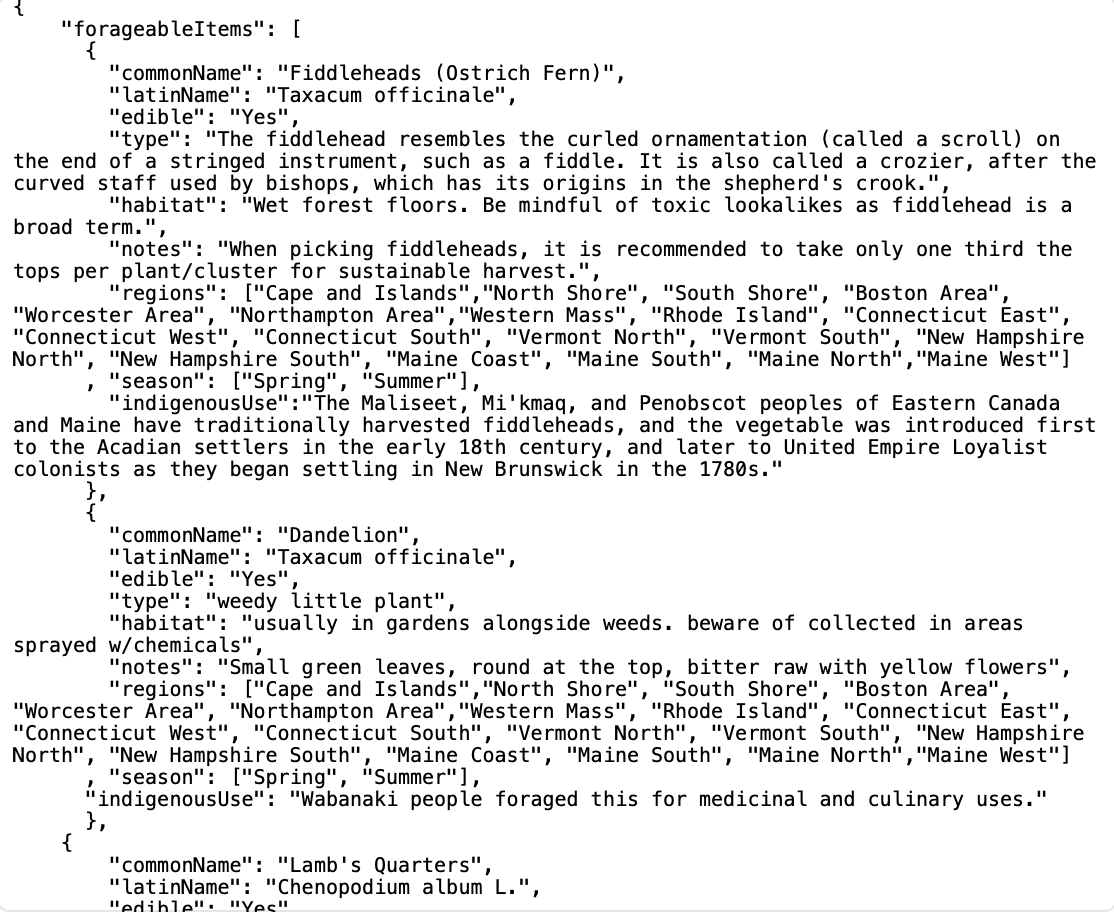 {
"forageableItems": [
{
"commonName": "Fiddleheads (Ostrich Fern)",
"latinName": "Taxacum officinale",
"edible": "Yes",
"type": "The fiddlehead resembles the curled ornamentation (called a scroll) on
the end of a stringed instrument, such as a fiddle. It is also called a crozier, after the
curved staff used by bishops, which has its origins in the shepherd's crook.",
"habitat": "Wet forest floors. Be mindful of toxic lookalikes as fiddlehead is a
broad term.",
"notes": "When picking fiddleheads, it is recommended to take only one third the
tops per plant/cluster for sustainable harvest.",
"regions": ["Cape and Islands","North Shore", "South Shore", "Boston Area",
"Worcester Area", "Northampton Area","Western Mass", "Rhode Island", "Connecticut East",
"Connecticut West", "Connecticut South", "Vermont North", "Vermont South", "New Hampshire
North", "New Hampshire South", "Maine Coast", "Maine South", "Maine North","Maine West"]
, "season": ["Spring", "Summer"],
"indigenousUse":"The Maliseet, Mi'kmaq, and Penobscot peoples of Eastern Canada
and Maine have traditionally harvested fiddleheads, and the vegetable was introduced first
to the Acadian settlers in the early 18th century, and later to United Empire Loyalist
colonists as they began settling in New Brunswick in the 1780s."
},
{
"commonName": "Dandelion",
"latinName": "Taxacum officinale",
"edible": "Yes",
"type": "weedy little plant",
"habitat": "usually in gardens alongside weeds. beware of collected in areas
sprayed w/chemicals",
"notes": "Small green leaves, round at the top, bitter raw with yellow flowers",
"regions": ["Cape and Islands","North Shore", "South Shore", "Boston Area",
"Worcester Area", "Northampton Area","Western Mass", "Rhode Island", "Connecticut East",
"Connecticut West", "Connecticut South", "Vermont North", "Vermont South", "New Hampshire
North", "New Hampshire South", "Maine Coast", "Maine South", "Maine North","Maine West"]
, "season": ["Spring", "Summer"],
"indigenousUse": "Wabanaki people foraged this for medicinal and culinary uses."
},
{
"commonName": "Lamb's Quarters",
"latinName": "Chenopodium album L.",
"edible": "Yes"